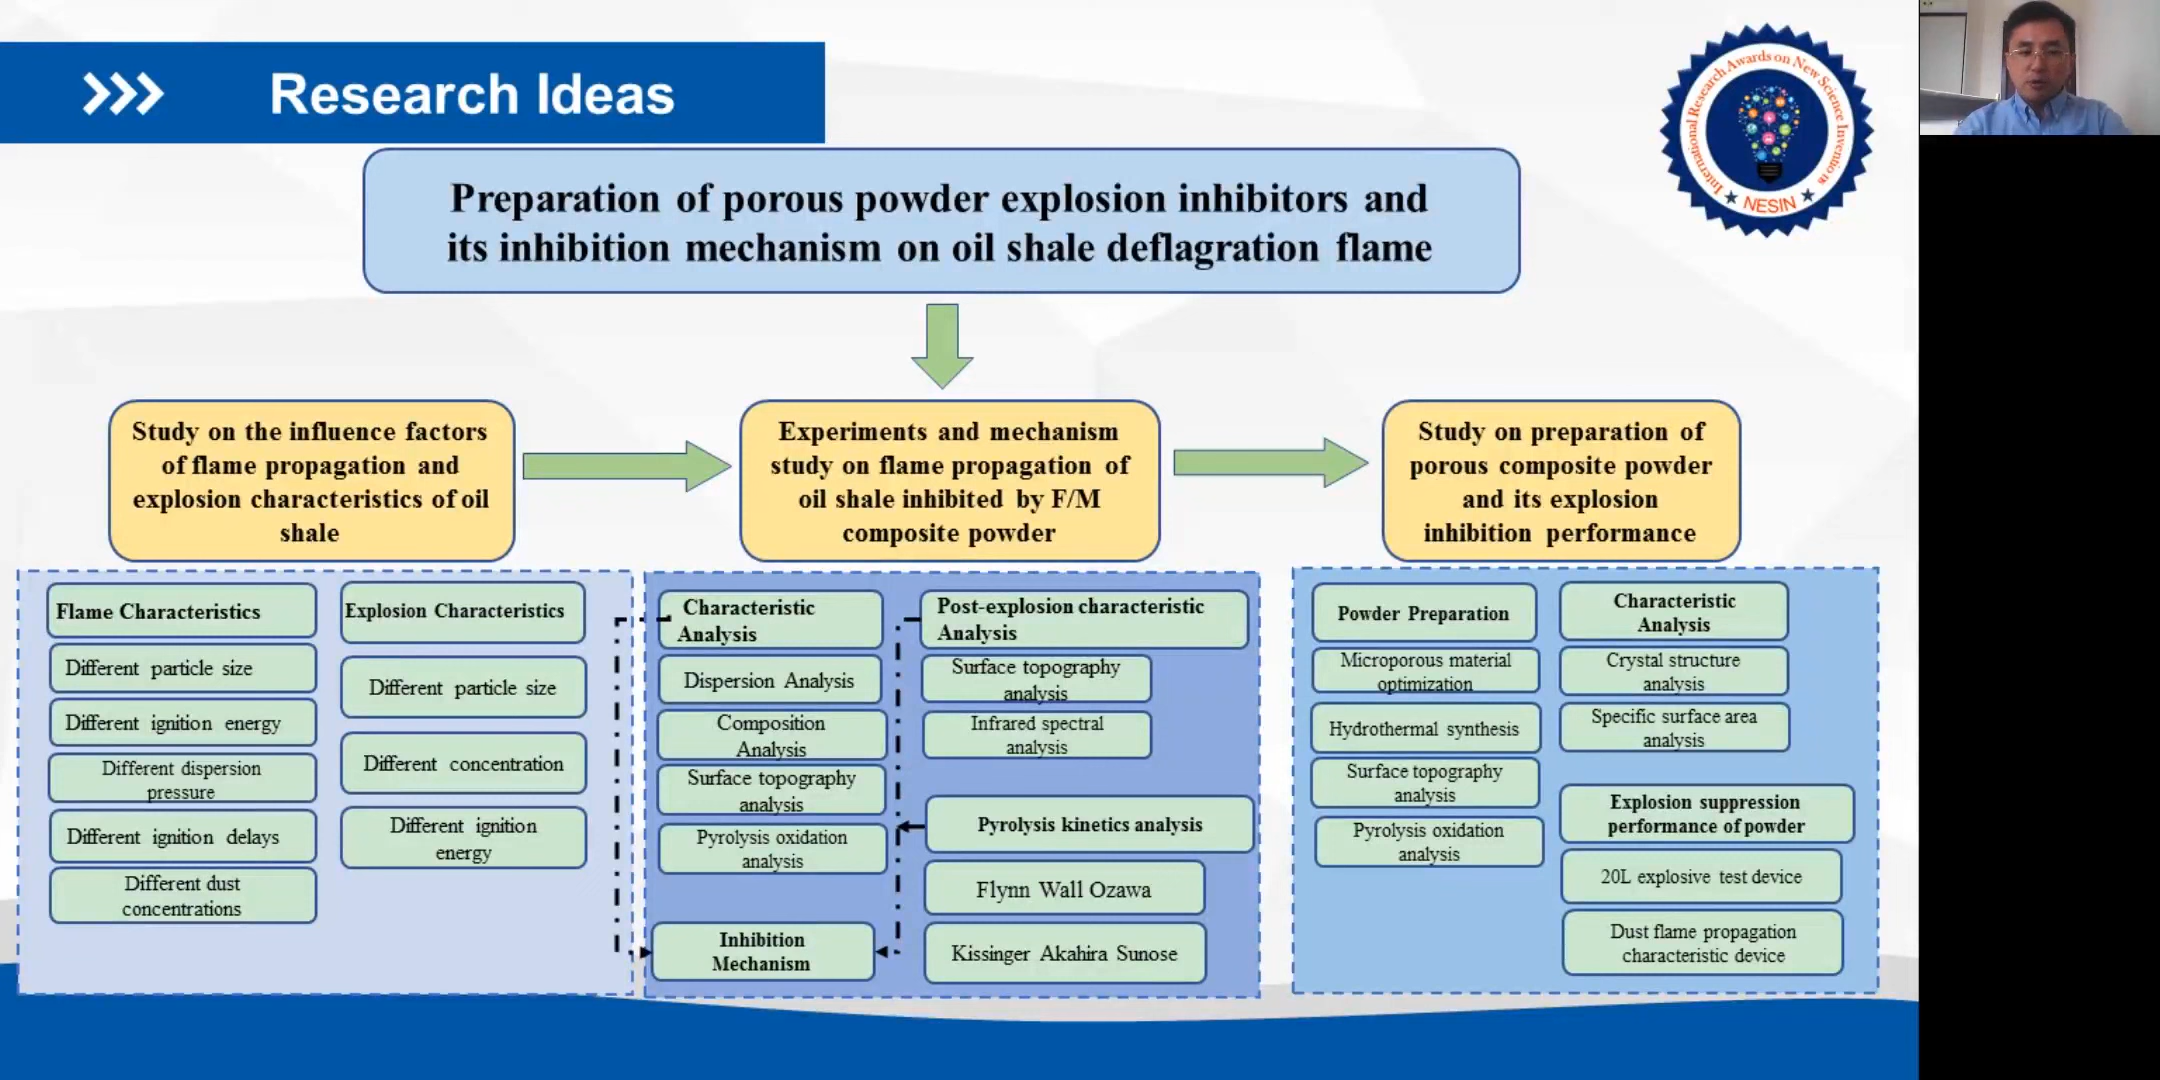 Research Ideas
International Research Awards on New Science Inventions
NESIN
Preparation of porous powder explosion inhibitors and
its inhibition mechanism on oil shale deflagration flame
Study on the influence factors
of flame propagation and
explosion characteristics of oil
shale
Experiments and mechanism
study on flame propagation of
oil shale inhibited by F/M
composite powder
Study on preparation of
porous composite powder
and its explosion
inhibition performance
Flame Characteristics
Different particle size
Different ignition energy
Different dispersion
pressure
Different ignition delays
Different dust
concentrations
Explosion Characteristics
Different particle size
Different concentration
Different ignition
energy
Characteristic
Analysis
Dispersion Analysis
Composition
Analysis
Surface topography
analysis
Pyrolysis oxidation
analysis
Inhibition
Mechanism
Post-explosion characteristic
Analysis
Surface topography
analysis
Infrared spectral
analysis
Pyrolysis kinetics analysis
Flynn Wall Ozawa
Kissinger Akahira Sunose
Powder Preparation
Microporous material
optimization
Hydrothermal synthesis
Surface topography
analysis
Pyrolysis oxidation
analysis
Characteristic
Analysis
Crystal structure
analysis
Specific surface area
analysis
Explosion suppression
performance of powder
20L explosive test device
Dust flame propagation
characteristic device